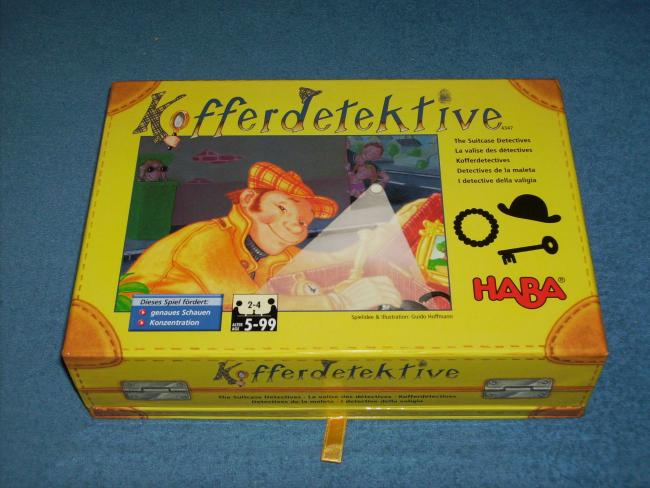 Kofferdetektive
4347
The Suitcase Detectives
La valise des détectives
Kofferdetectives
Detectives de la maleta
I detective della valigia
HABA®
Dieses Spiel fördert:
genaues Schauen
Konzentration
2-4
ALTER
AGE
5-99
Spielidee & Illustration: Guido Hoffmann
Kofferdetektive
The Suitcase Detectives · La valise des détectives · Kofferdetectives
Detectives de la maleta · I detective della valigia